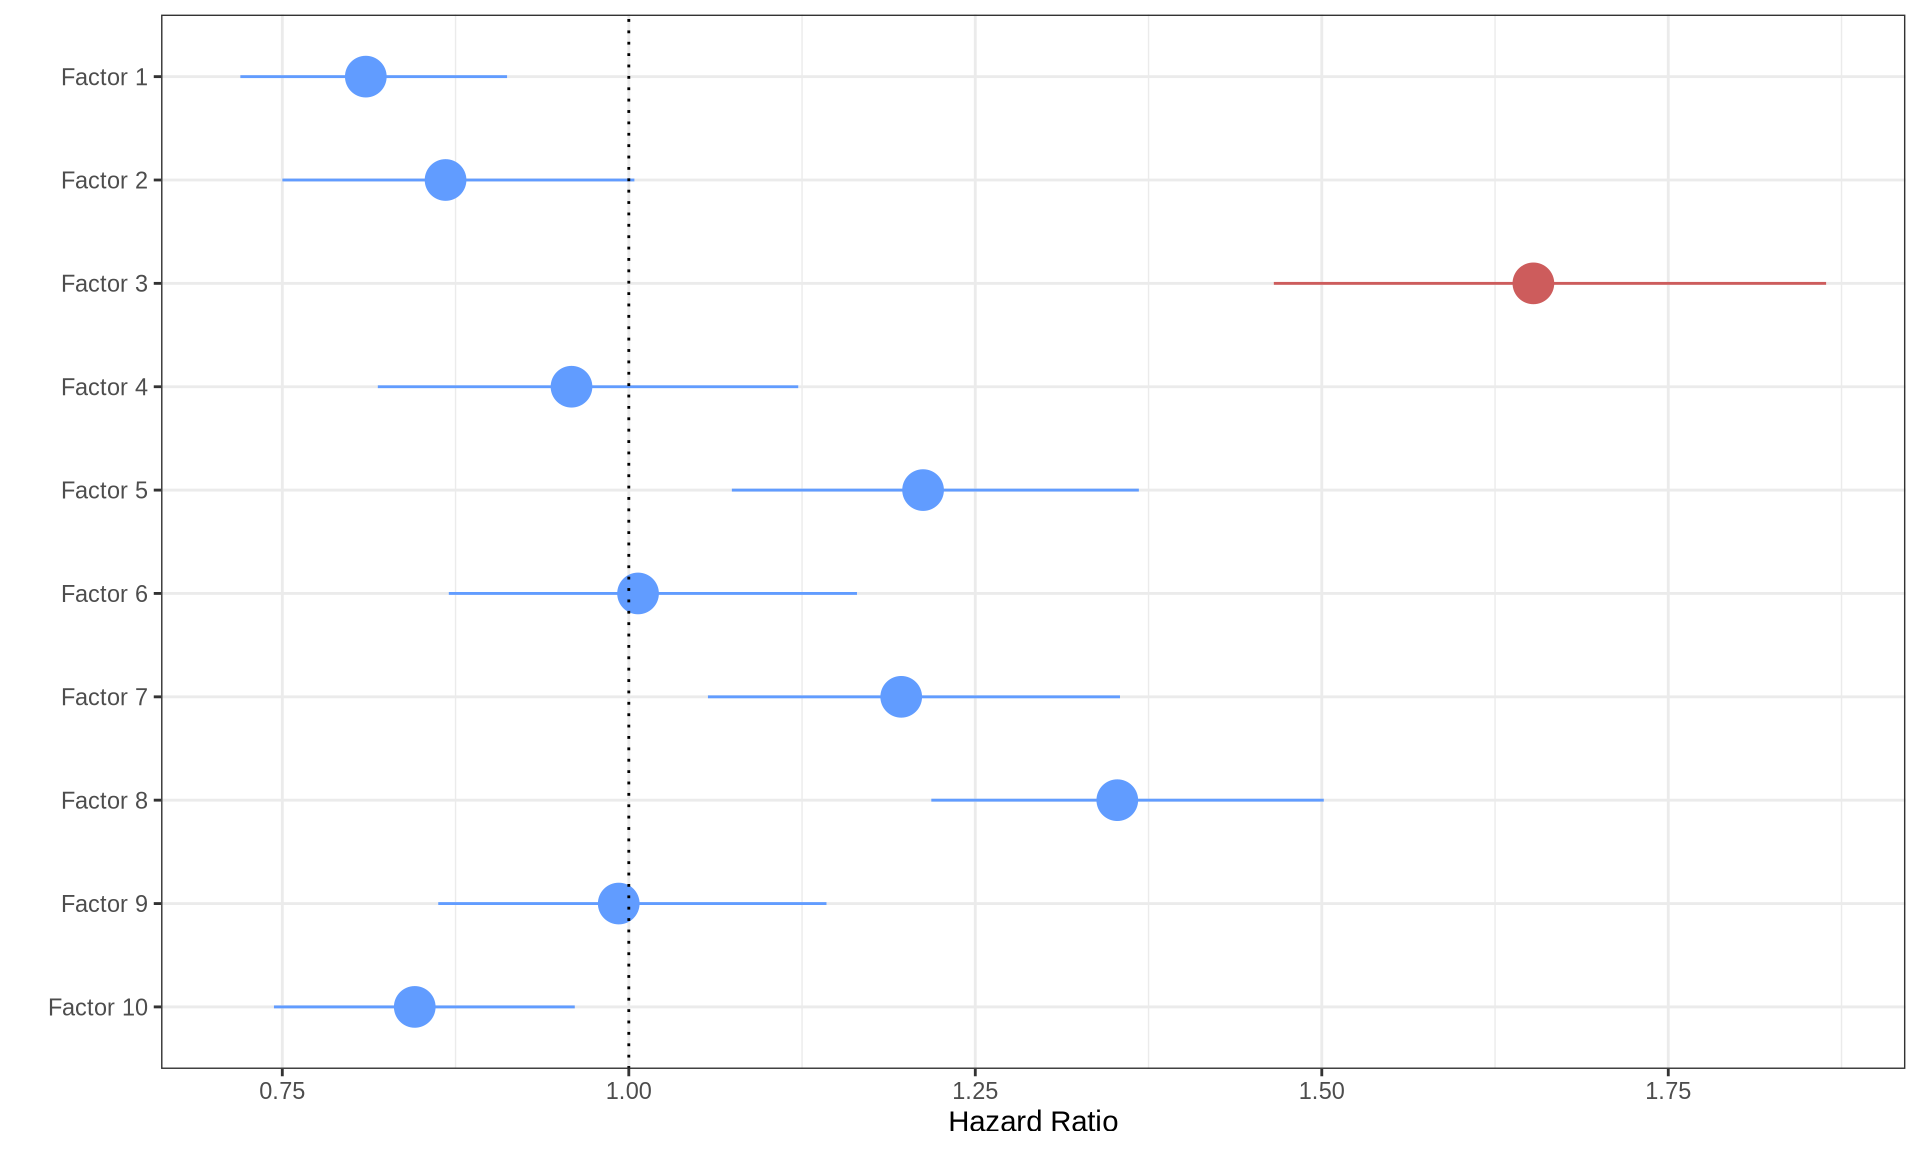 Factor 1
Factor 2
Factor 3
Factor 4
Factor 5
Factor 6
Factor 7
Factor 8
Factor 9
Factor 10
0.75 1.00 1.25 1.50 1.75
Hazard Ratio